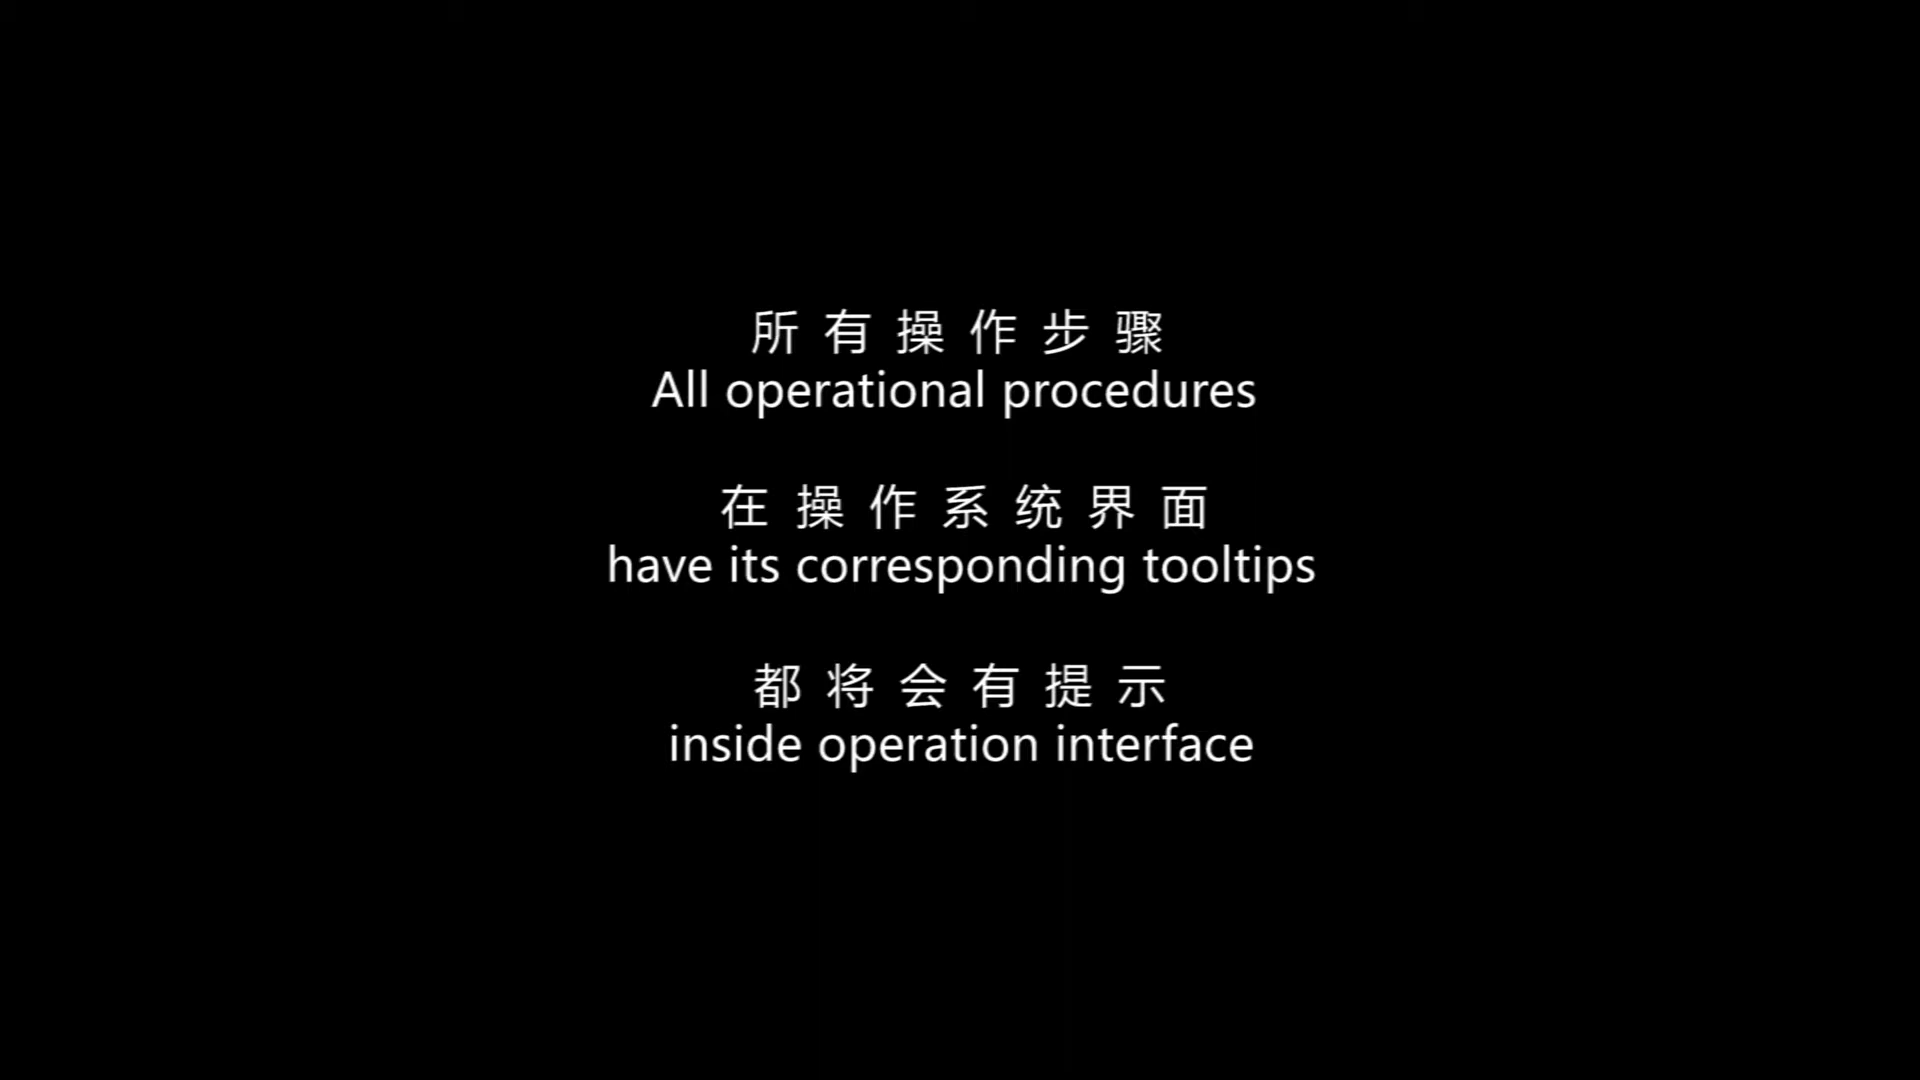 所有操作步骤
All operational procedures
在操作系统界面
have its corresponding tooltips
都将会有提示
inside operation interface